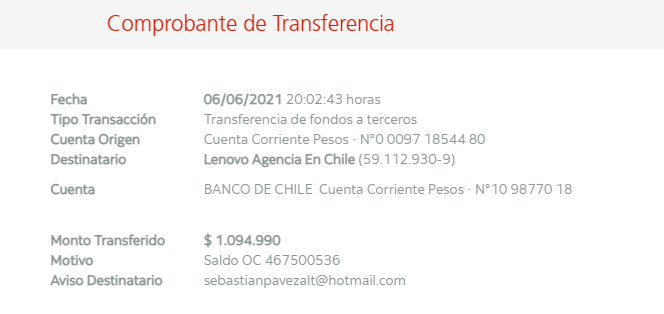 Comprobante de Transferencia
Fecha 06/06/2021 20:02:43 horas
Tipo Transacción Transferencia de fondos a terceros
Cuenta Origen Cuenta Corriente Pesos · N°0 0097 18544 80
Destinatario Lenovo Agencia En Chile (59.112.930-9)
Cuenta BANCO DE CHILE Cuenta Corriente Pesos · N°10 98770 18
Monto Transferido $ 1.094.990
Motivo Saldo OC 467500536
Aviso Destinatario sebastianpavezalt@hotmail.com